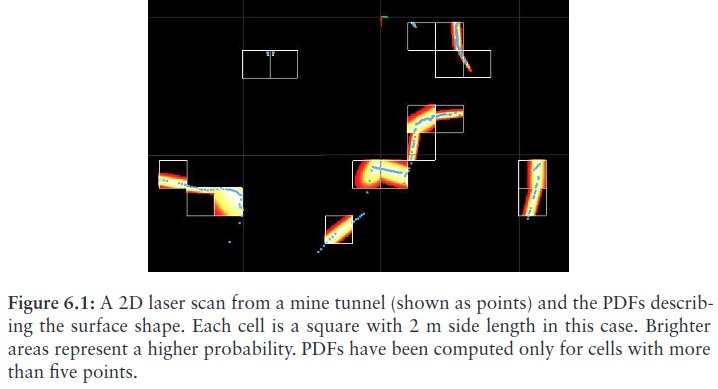 Figure 6.1: A 2D laser scan from a mine tunnel (shown as points) and the PDFs describ-
ing the surface shape. Each cell is a square with 2 m side length in this case. Brighter
areas represent a higher probability. PDFs have been computed only for cells with more
than five points.